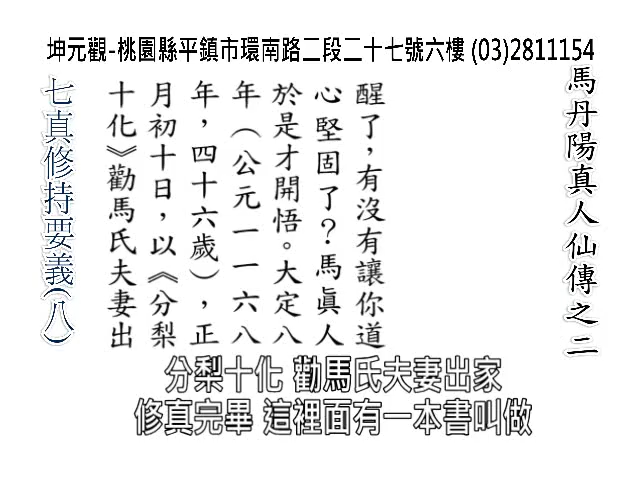 坤元觀-桃園縣平鎮市環南路二段二十七號六樓 (03)2811154
馬丹陽真人仙傳之二
醒了，有沒有讓你道
心堅固了？馬眞人
於是才開悟。大定八
年（公元一一六八
年，四十六歲），正
月初十日，以《分梨
十化》勸馬氏夫妻出
七真修持要義(八)
分梨十化 勸馬氏夫妻出家
修真完畢 這裡面有一本書叫做